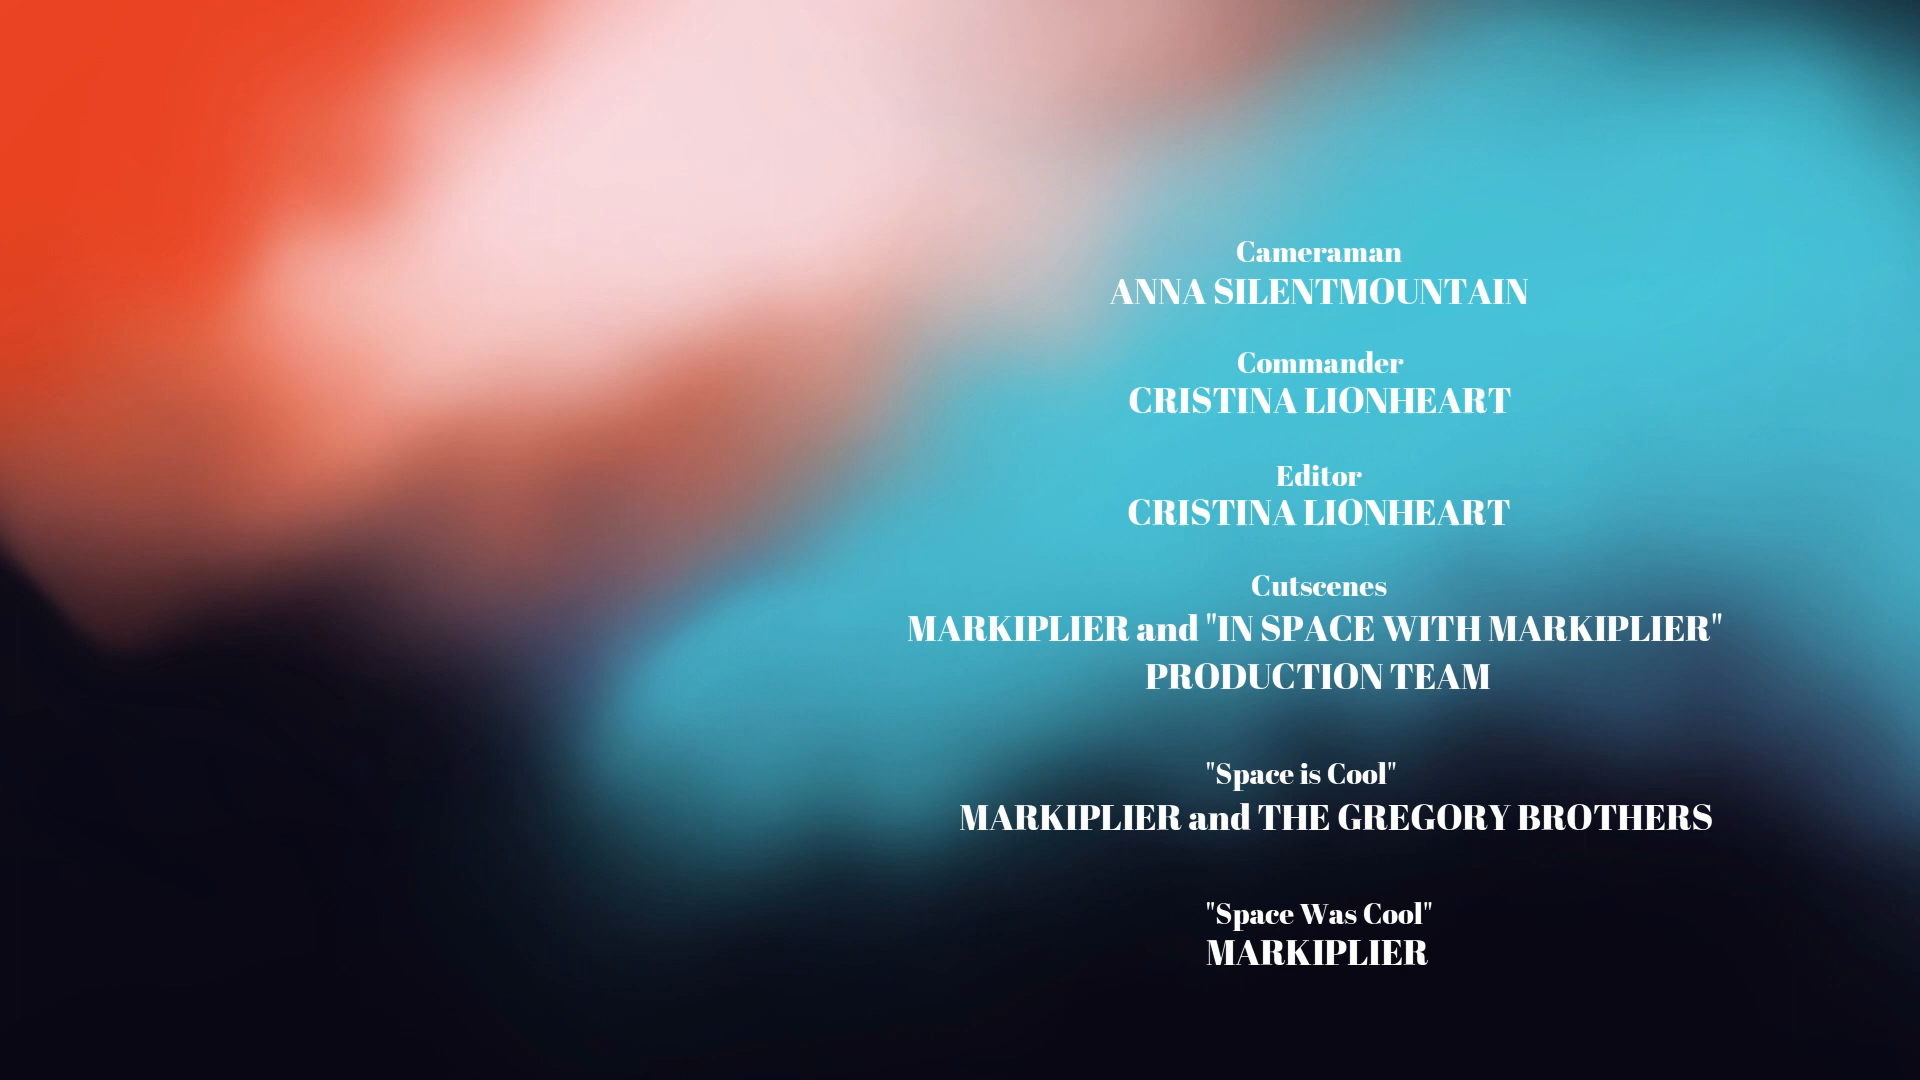 Cameraman
ANNA SILENTMOUNTAIN
Commander
CRISTINA LIONHEART
Editor
CRISTINA LIONHEART
Cutscenes
MARKIPLIER and "IN SPACE WITH MARKIPLIER"
PRODUCTION TEAM
"Space is Cool"
MARKIPLIER and THE GREGORY BROTHERS
"Space Was Cool"
MARKIPLIER